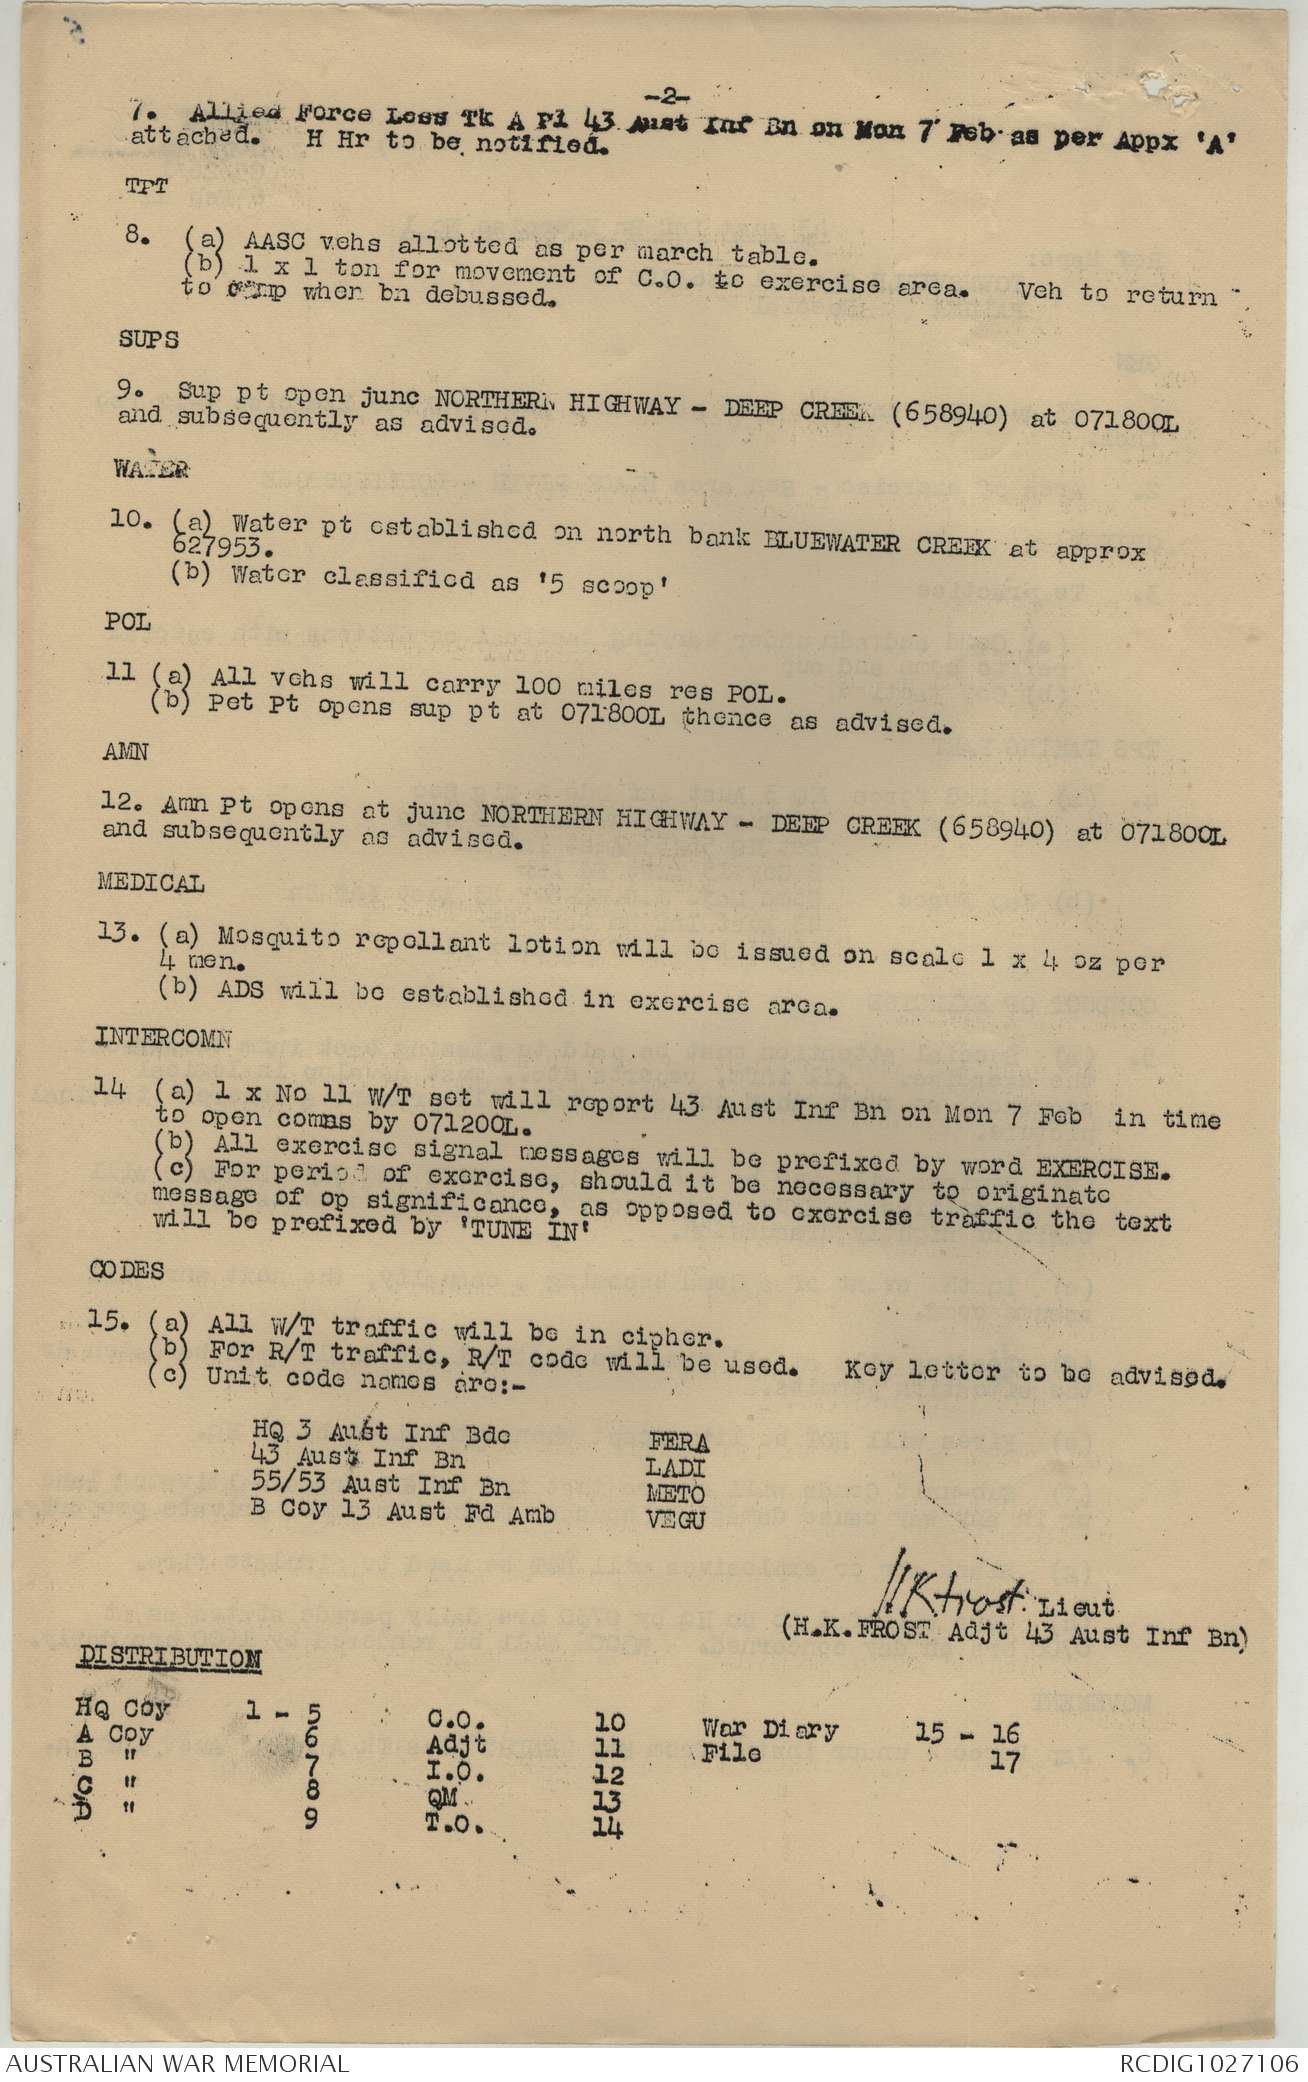 -2-
7. Allied Force Less Tk A Pl 43 Aust Inf Bn on Mon 7 Feb as per Appx 'A'
attached. H Hr to be notified.
TPT
8. (a) AASC vehs allotted as per march table.
(b) 1 x 1 ton for movement of C.O. to exercise area. Veh to return
to camp when bn debussed.
SUPS
9. Sup pt open junc NORTHERN HIGHWAY - DEEP CREEK (658940) at 071800L
and subsequently as advised.
WATER
10. (a) Water pt established on north bank BLUEWATER CREEK at approx
627953.
(b) Water classified as '5 scoop'
POL
11 (a) All vehs will carry 100 miles res POL.
(b) Pet Pt opens sup pt at 071800L thence as advised.
AMN
12. Amn Pt opens at junc NORTHERN HIGHWAY - DEEP CREEK (658940) at 071800L
and subsequently as advised.
MEDICAL
13. (a) Mosquito repellant lotion will be issued on scale 1 x 4 oz per
4 men.
(b) ADS will be established in exercise area.
INTERCOMN
14 (a) 1 x No 11 W/T set will report 43 Aust Inf Bn on Mon 7 Feb in time
to open comns by 071200L.
(b) All exercise signal messages will be prefixed by word EXERCISE.
(c) For period of exercise, should it be necessary to originate
message of op significance, as opposed to exercise traffic the text
will be prefixed by 'TUNE IN'
CODES
15. (a) All W/T traffic will be in cipher.
(b) For R/T traffic, R/T code will be used. Key letter to be advised.
(c) Unit code names are:-
HQ 3 Aust Inf Bde FERA
43 Aust Inf Bn LADI
55/53 Aust Inf Bn METO
B Coy 13 Aust Fd Amb VEGU
HKFrost Lieut
(H.K.FROST Adjt 43 Aust Inf Bn)
DISTRIBUTION
HQ Coy 1 - 5 C.O. 10 War Diary 15 - 16
A Coy 6 Adjt 11 File 17
B " 7 I.O. 12
C " 8 QM 13
D " 9 T.O. 14
AUSTRALIAN WAR MEMORIAL RCDIG1027106